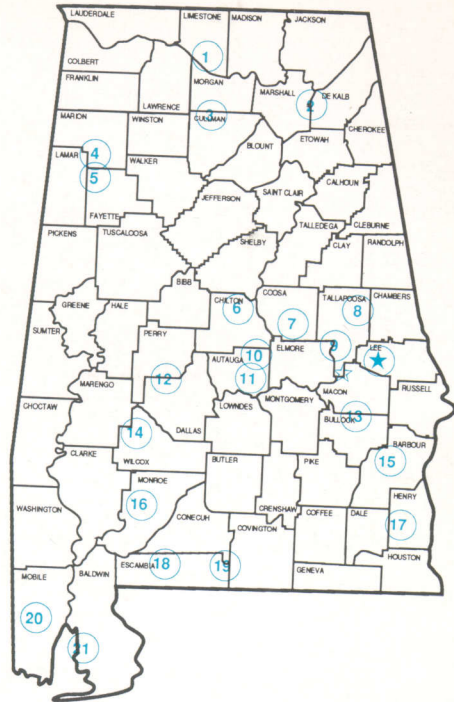 LAUDERDALE
LIMESTONE
MADISON
JACKSON
1
COLBERT
FRANKLIN
MORGAN
LAWRENCE
MARSHALL
2
DE KALB
3
CULLMAN
MARION
WINSTON
BLOUNT
ETOWAH
CHEROKEE
LAMAR
4
5
WALKER
FAYETTE
JEFFERSON
SAINT CLAIR
CALHOUN
PICKENS
TUSCALOOSA
SHELBY
TALLEDEGA
CLEBURNE
CLAY
RANDOLPH
BIBB
GREENE
HALE
SUMTER
PERRY
CHILTON
6
COOSA
7
TALLAPOOSA
8
CHAMBERS
9
LEE
AUTAUGA
10
11
ELMORE
MACON
RUSSELL
MARENGO
12
CHOCTAW
DALLAS
LOWNDES
MONTGOMERY
13
BULLOCK
BARBOUR
14
WILCOX
CLARKE
BUTLER
PIKE
15
HENRY
WASHINGTON
MONROE
16
CONECUH
CRENSHAW
COFFEE
DALE
17
COVINGTON
HOUSTON
GENEVA
ESCAMBIA
18
19
MOBILE
BALDWIN
20
21